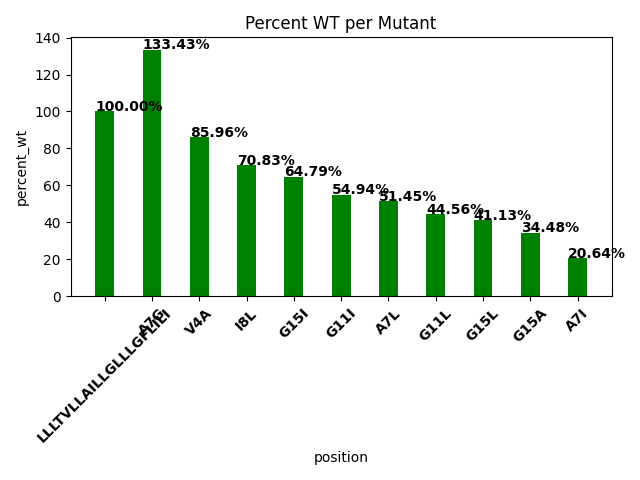 Percent WT per Mutant
percent_wt
140
120
100
80
60
40
20
0
100.00%
133.43%
85.96%
70.83%
64.79%
54.94%
51.45%
44.56%
41.13%
34.48%
20.64%
A7G
V4A
I8L
G15I
G11I
A7L
G11L
G15L
G15A
A7I
position